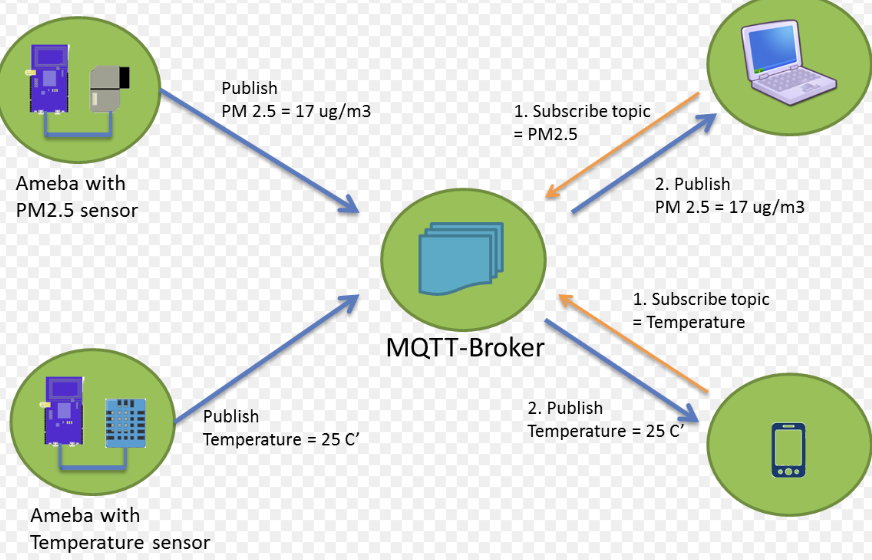 Publish
PM 2.5 = 17 ug/m3
1. Subscribe topic
= PM2.5
Ameba with
PM2.5 sensor
2. Publish
PM 2.5 = 17 ug/m3
1. Subscribe topic
= Temperature
MQTT-Broker
Publish
Temperature = 25 C’
2. Publish
Temperature = 25 C’
Ameba with
Temperature sensor